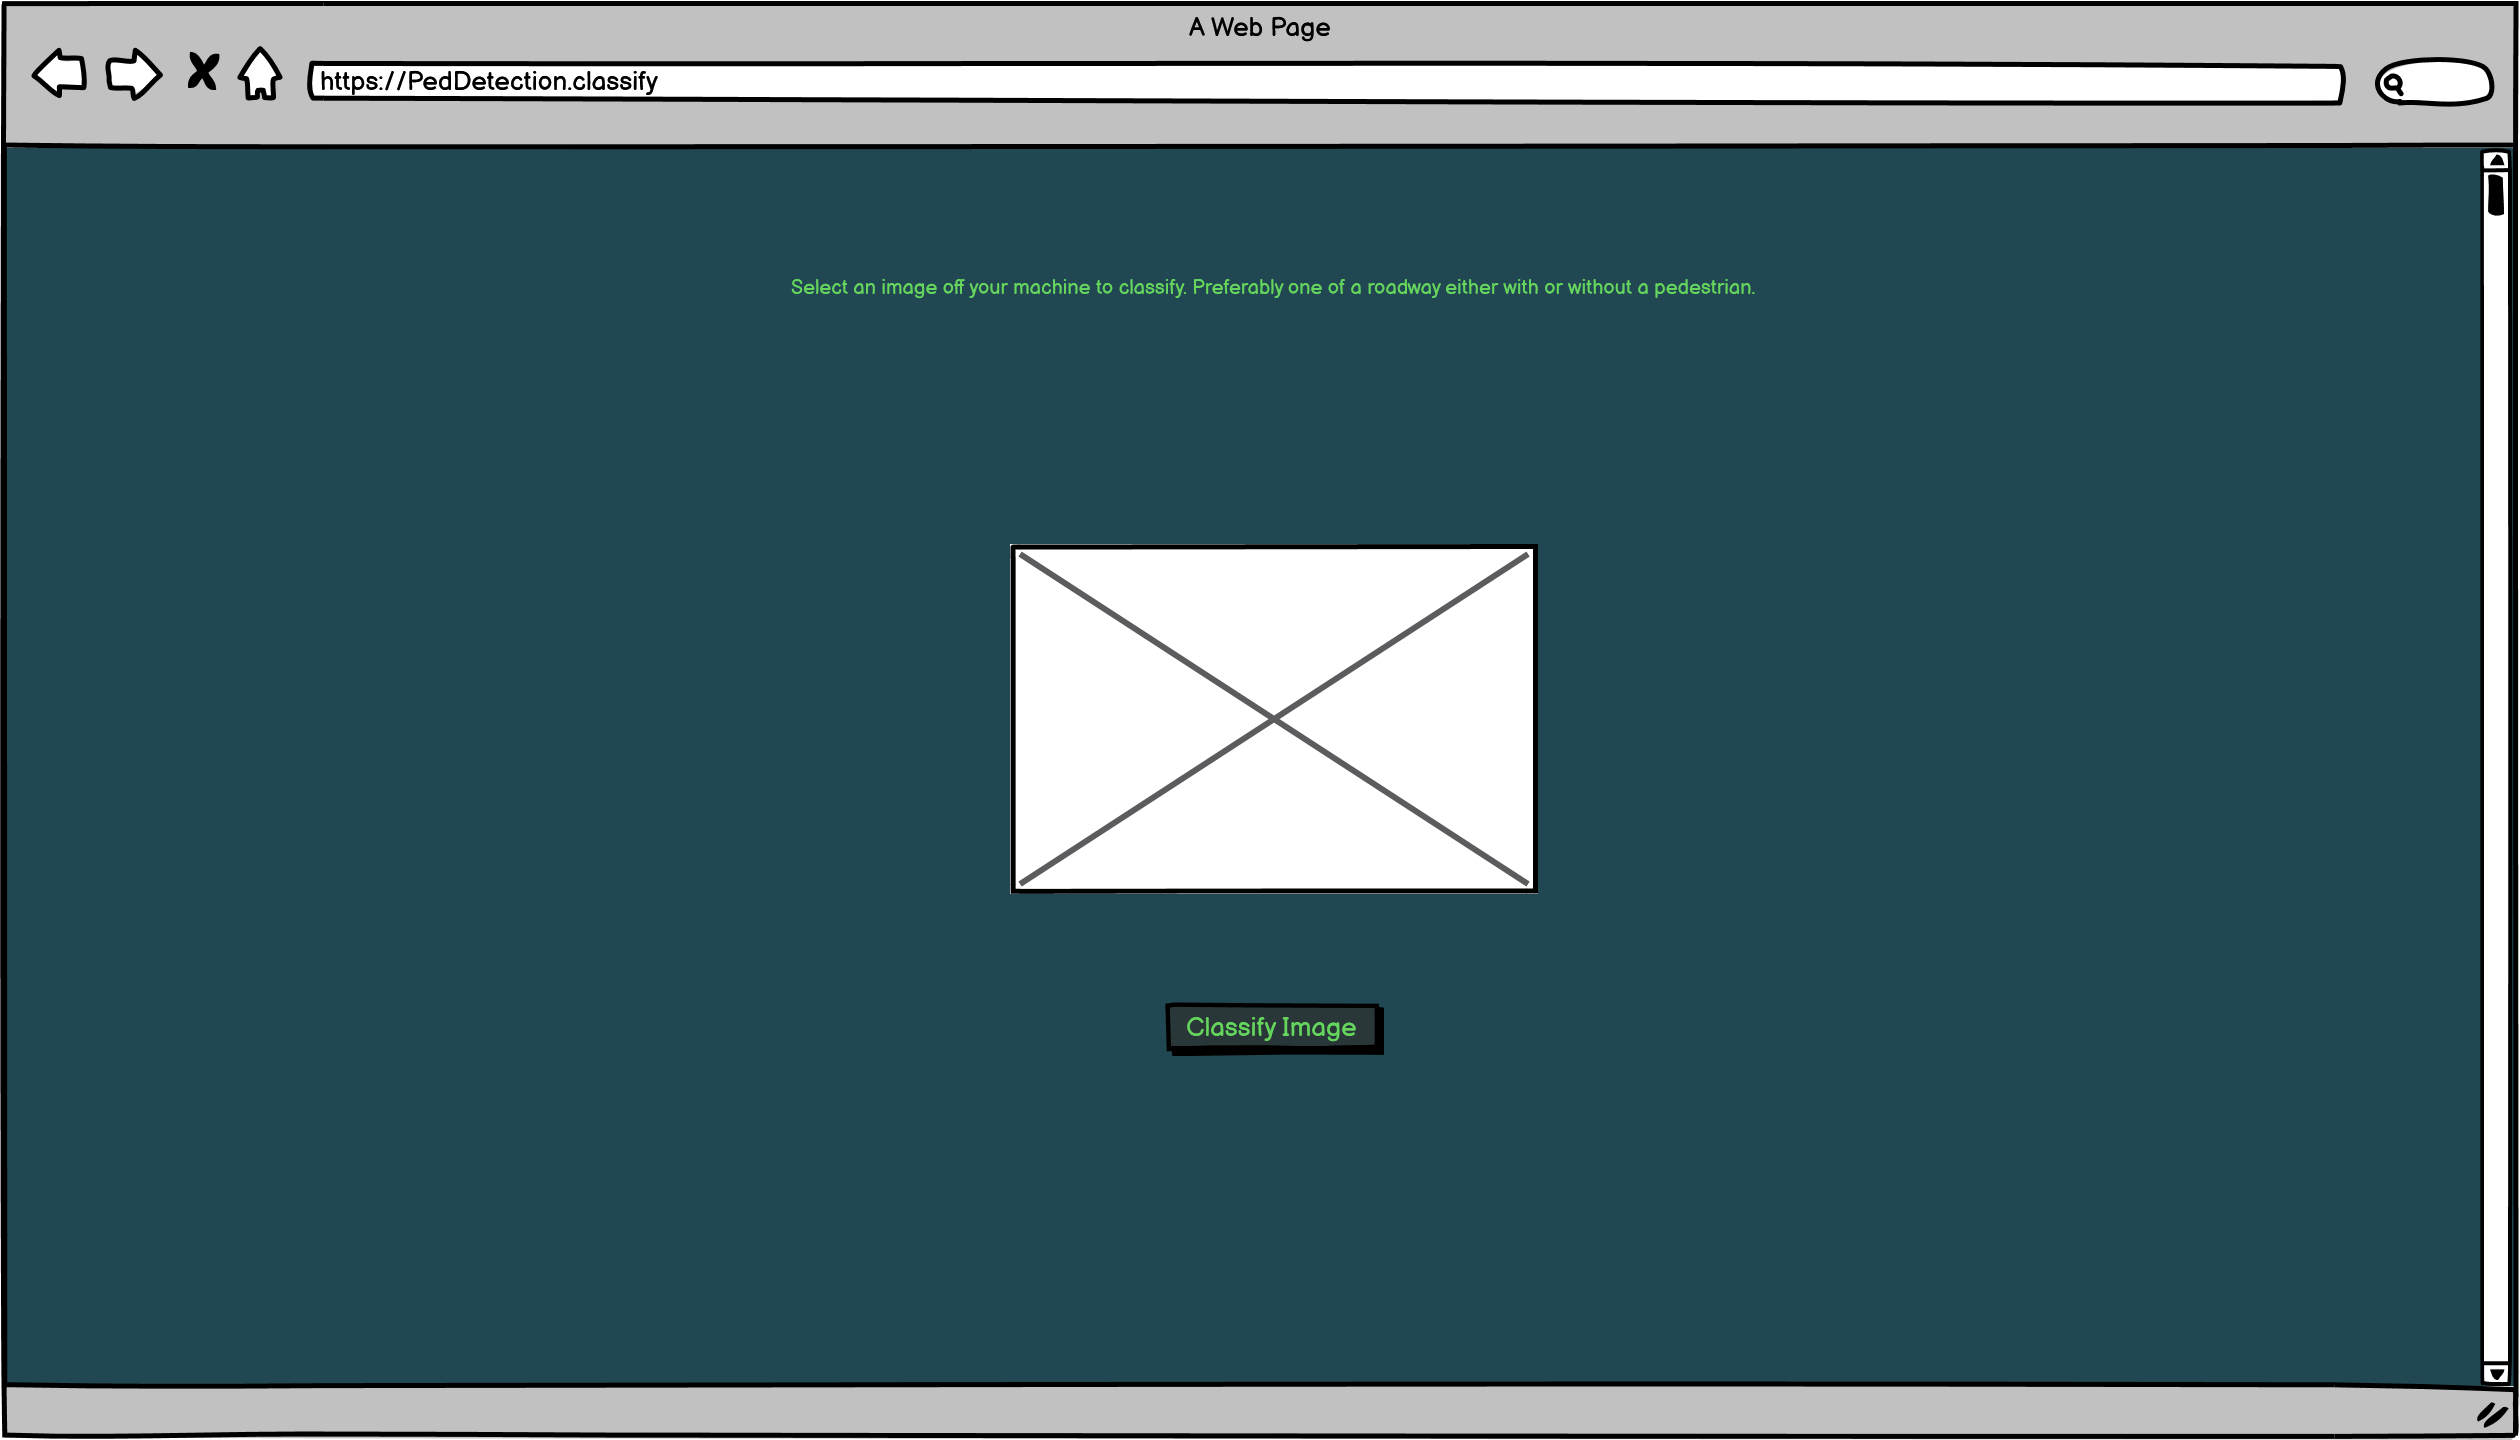 A Web Page
https://PedDetection.classify
Select an image off your machine to classify. Preferably one of a roadway either with or without a pedestrian.
Classify Image